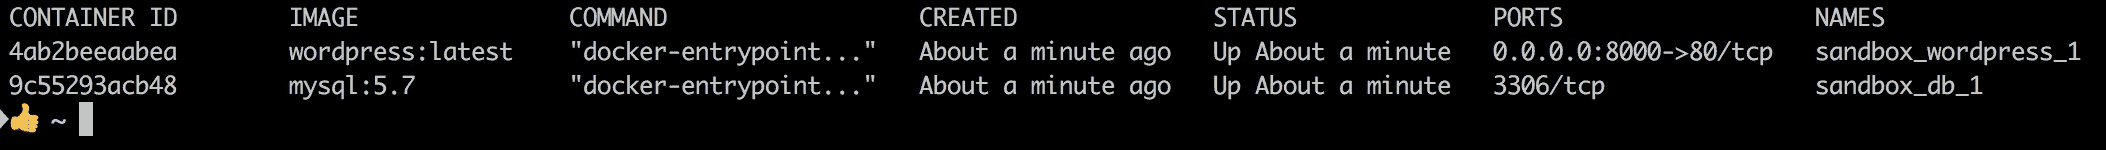 CONTAINER ID IMAGE COMMAND CREATED STATUS PORTS NAMES
4ab2beeaabea wordpress:latest "docker-entrypoint..." About a minute ago Up About a minute 0.0.0.0:8000->80/tcp sandbox_wordpress_1
9c55293acb48 mysql:5.7 "docker-entrypoint..." About a minute ago Up About a minute 3306/tcp sandbox_db_1
👍 ~